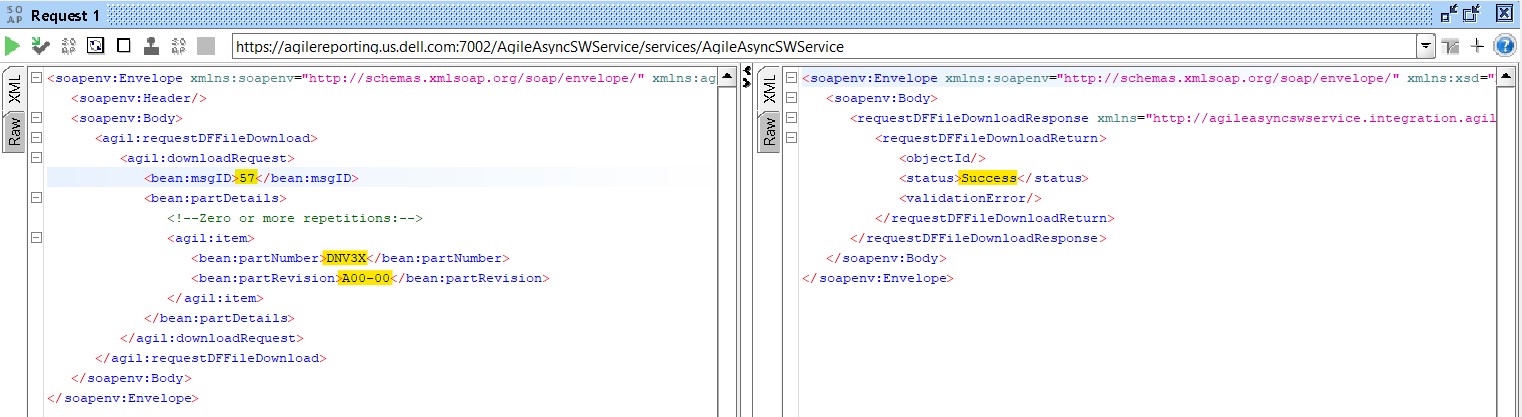 SO
AP
Request 1
https://agilereporting.us.dell.com:7002/AgileAsyncSWService/services/AgileAsyncSWService
XML
Raw
<soapenv:Envelope xmlns:soapenv="http://schemas.xmlsoap.org/soap/envelope/" xmlns:ag
<soapenv:Header/>
<soapenv:Body>
<agil:requestDFFileDownload>
<agil:downloadRequest>
<bean:msgID>57</bean:msgID>
<bean:partDetails>
<!--Zero or more repetitions:-->
<agil:item>
<bean:partNumber>DNV3X</bean:partNumber>
<bean:partRevision>A00-00</bean:partRevision>
</agil:item>
</bean:partDetails>
</agil:downloadRequest>
</agil:requestDFFileDownload>
</soapenv:Body>
</soapenv:Envelope>
XML
Raw
<soapenv:Envelope xmlns:soapenv="http://schemas.xmlsoap.org/soap/envelope/" xmlns:xsd="
<soapenv:Body>
<requestDFFileDownloadResponse xmlns="http://agileasyncswservice.integration.agil
<requestDFFileDownloadReturn>
<objectId/>
<status>Success</status>
<validationError/>
</requestDFFileDownloadReturn>
</requestDFFileDownloadResponse>
</soapenv:Body>
</soapenv:Envelope>